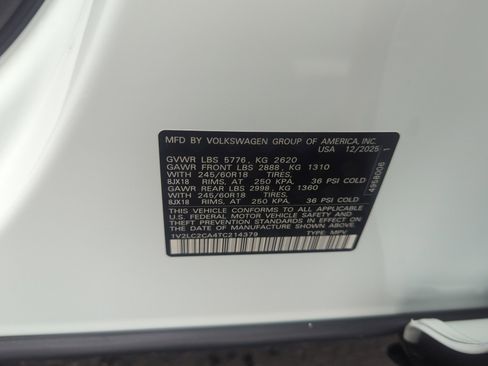 MFD BY VOLKSWAGEN GROUP OF AMERICA, INC.
USA 12/2025
GVWR LBS 5776, KG 2620
GAWR FRONT LBS 2888, KG 1310
WITH 245/60R18 TIRES,
8JX18 RIMS, AT 250 KPA, 36 PSI COLD
GAWR REAR LBS 2998, KG 1360
WITH 245/60R18 TIRES,
8JX18 RIMS, AT 250 KPA, 36 PSI COLD
THIS VEHICLE CONFORMS TO ALL APPLICABLE
U.S. FEDERAL MOTOR VEHICLE SAFETY AND
THEFT PREVENTION STANDARDS IN EFFECT ON
THE DATE OF MANUFACTURE SHOWN ABOVE.
1V2LC2CA4TC214379 TYPE: MPV